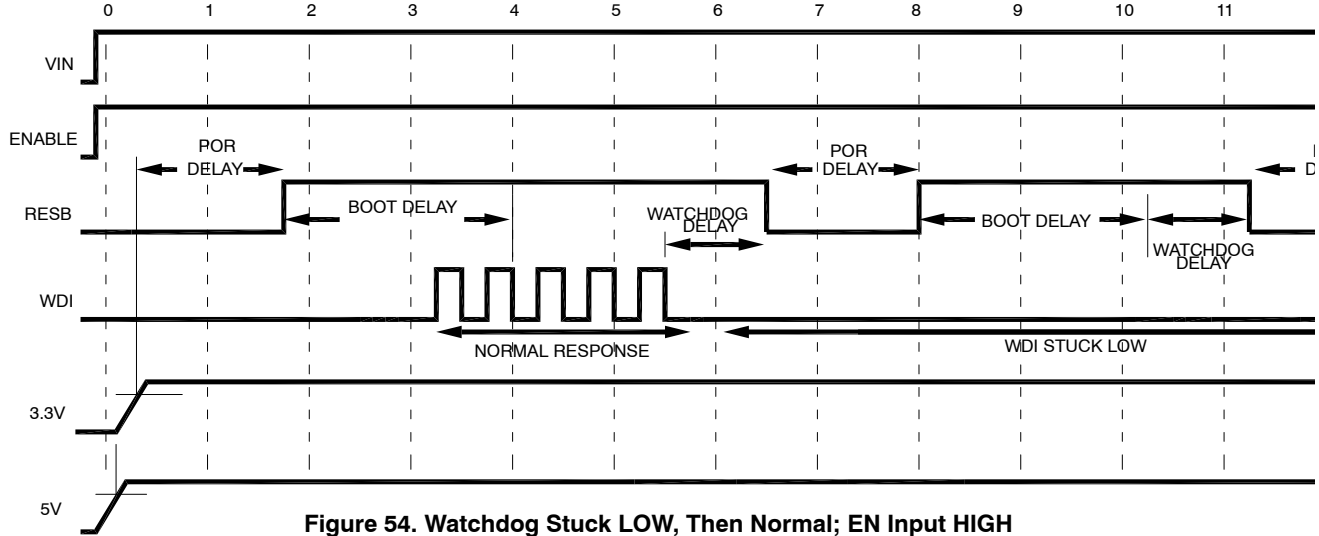 0 1 2 3 4 5 6 7 8 9 10 11
VIN
ENABLE
POR
DELAY
POR
DELAY
D
RESB
BOOT DELAY
WATCHDOG
DELAY
BOOT DELAY
WATCHDOG
DELAY
WDI
NORMAL RESPONSE
WDI STUCK LOW
3.3V
5V
Figure 54. Watchdog Stuck LOW, Then Normal; EN Input HIGH